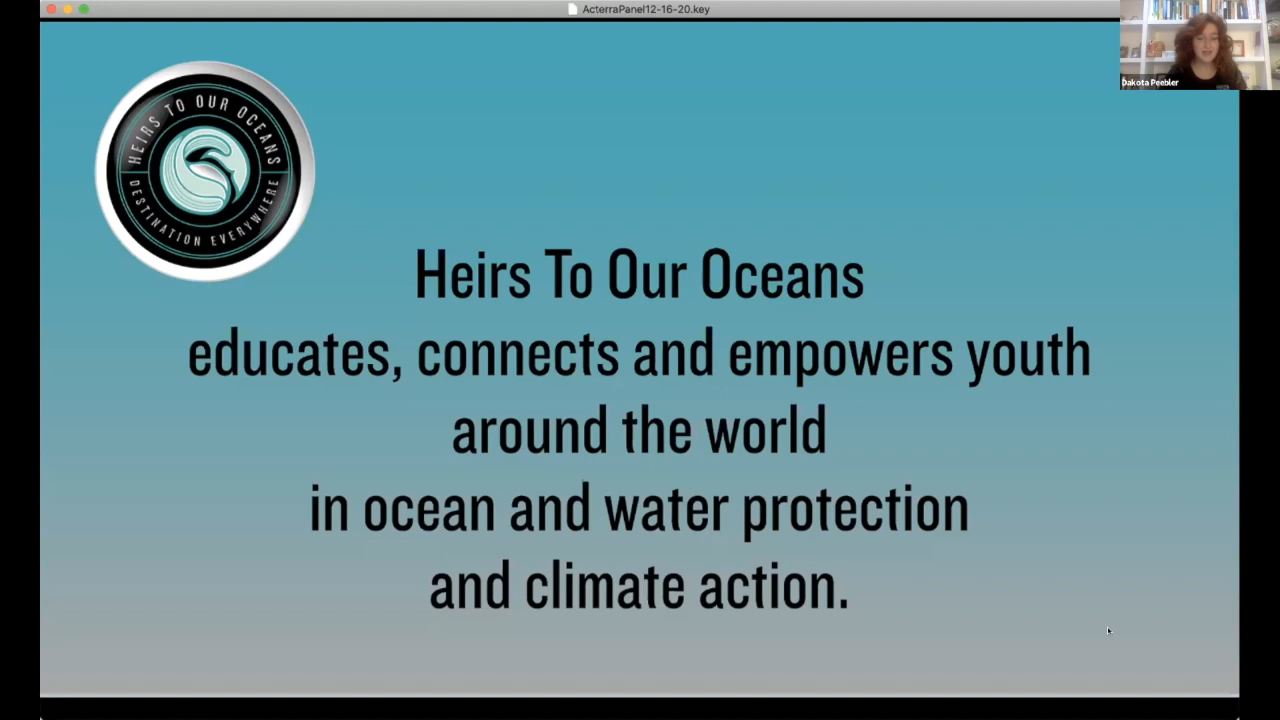 ActerraPanel12-16-20.key
Dakota Peebler
HEIRS TO OUR OCEANS
DESTINATION EVERYWHERE
Heirs To Our Oceans
educates, connects and empowers youth
around the world
in ocean and water protection
and climate action.